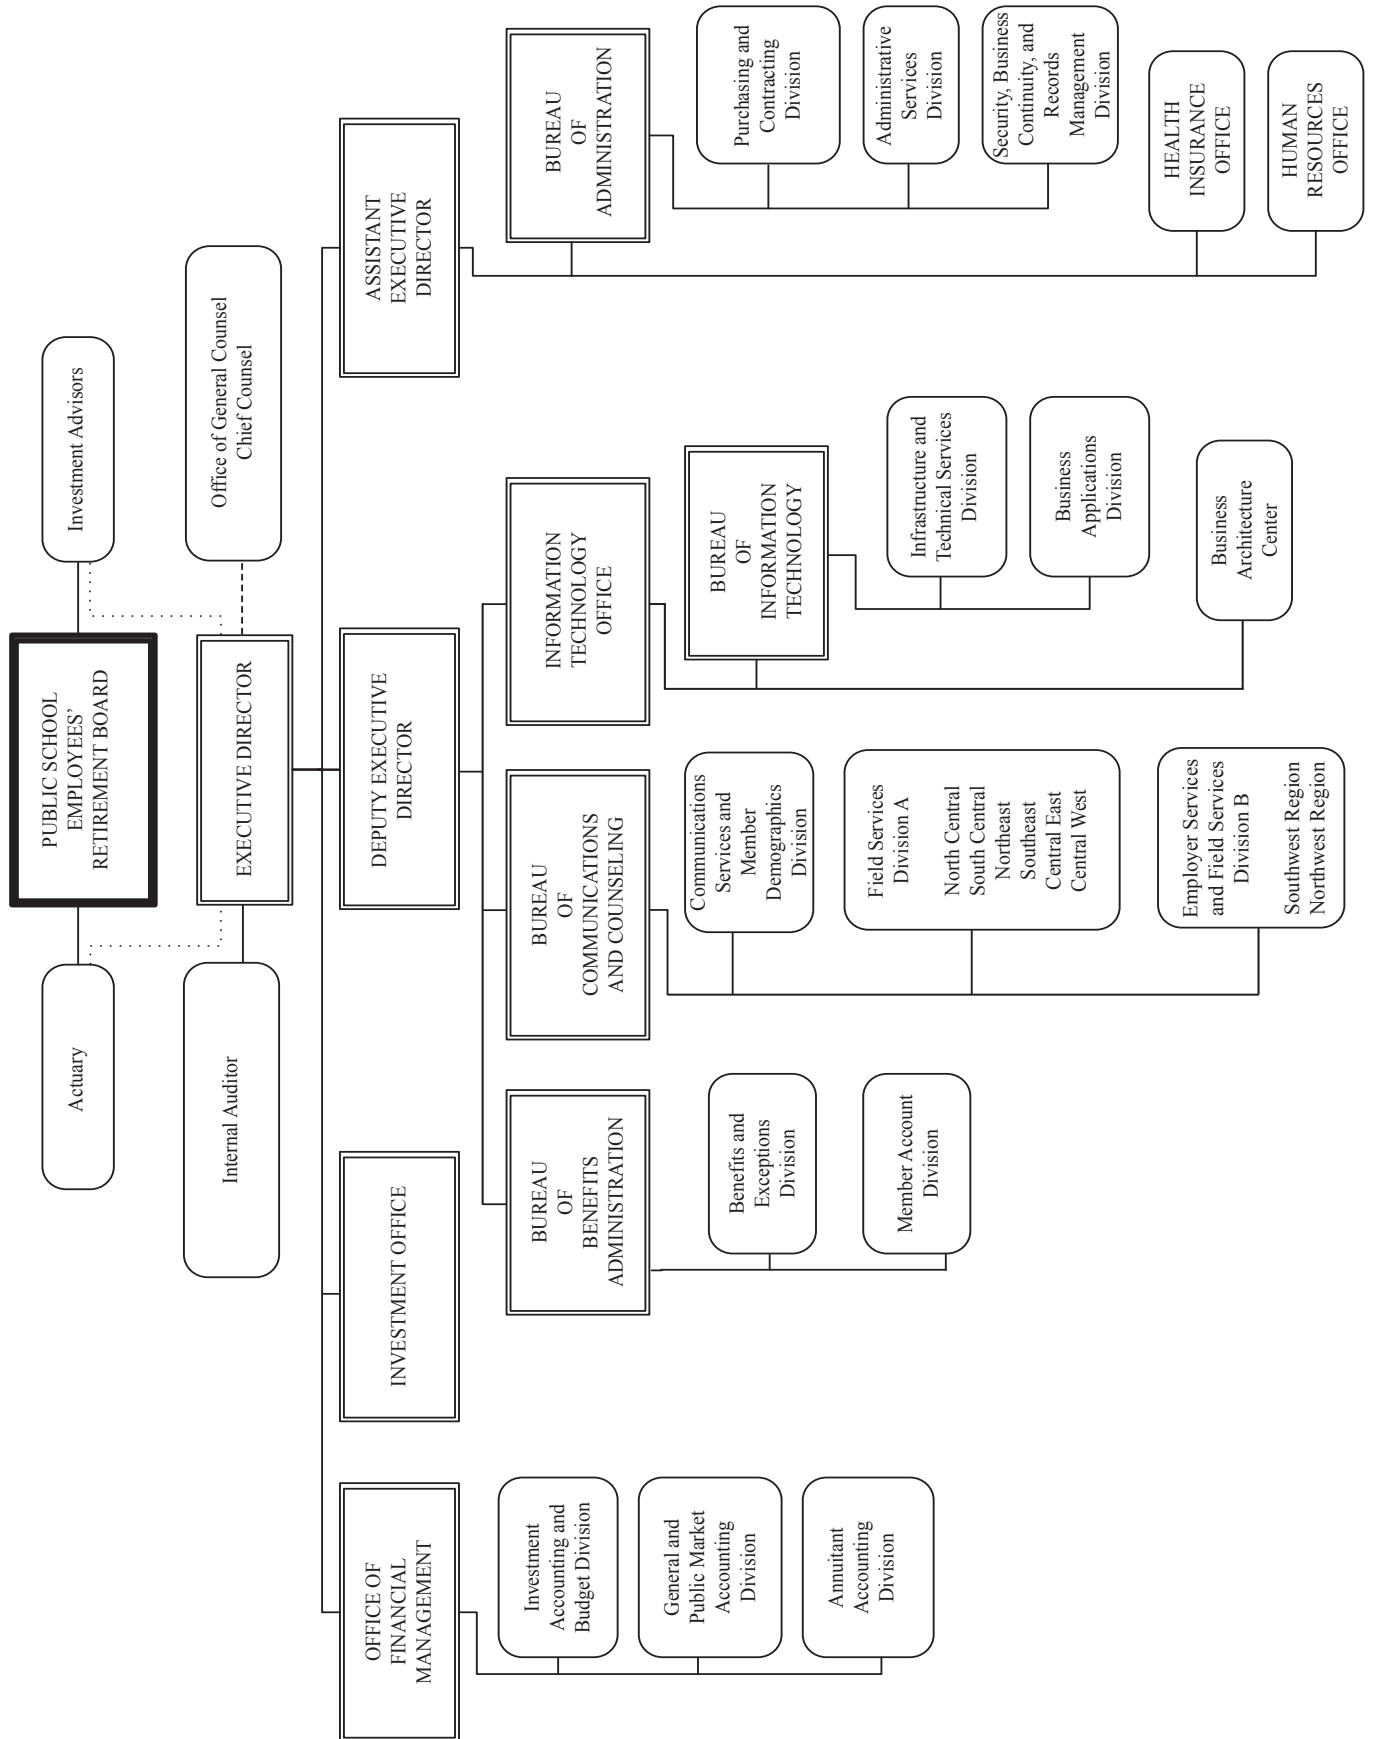 PUBLIC SCHOOL
EMPLOYEES’
RETIREMENT BOARD
Actuary
Investment Advisors
Internal Auditor
EXECUTIVE DIRECTOR
Office of General Counsel
Chief Counsel
OFFICE OF
FINANCIAL
MANAGEMENT
INVESTMENT OFFICE
DEPUTY EXECUTIVE
DIRECTOR
ASSISTANT
EXECUTIVE
DIRECTOR
Investment
Accounting and
Budget Division
General and
Public Market
Accounting
Division
Annuitant
Accounting
Division
BUREAU
OF
BENEFITS
ADMINISTRATION
Benefits and
Exceptions
Division
Member Account
Division
BUREAU
OF
COMMUNICATIONS
AND COUNSELING
Communications
Services and
Member
Demographics
Division
Field Services
Division A
North Central
South Central
Northeast
Southeast
Central East
Central West
Employer Services
and Field Services
Division B
Southwest Region
Northwest Region
INFORMATION
TECHNOLOGY
OFFICE
BUREAU
OF
INFORMATION
TECHNOLOGY
Infrastructure and
Technical Services
Division
Business
Applications
Division
Business
Architecture
Center
BUREAU
OF
ADMINISTRATION
Purchasing and
Contracting
Division
Administrative
Services
Division
Security, Business
Continuity, and
Records
Management
Division
HEALTH
INSURANCE
OFFICE
HUMAN
RESOURCES
OFFICE